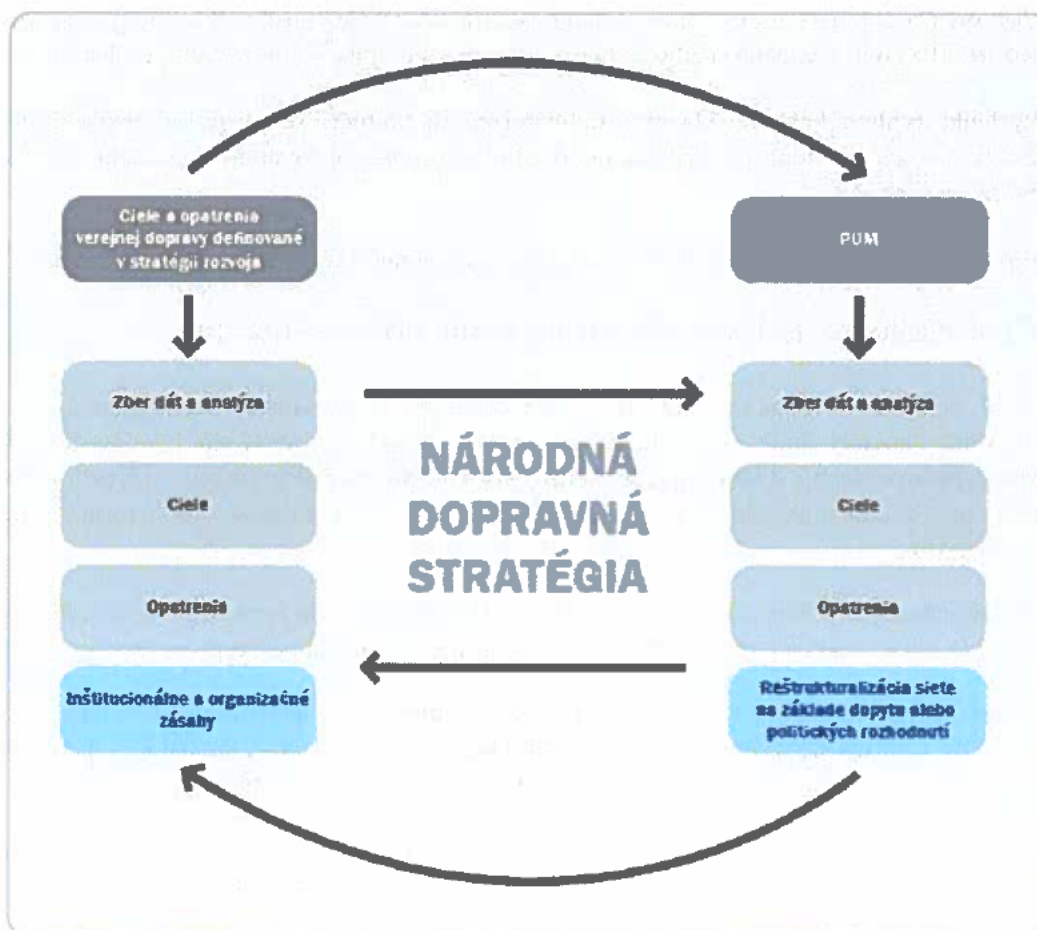 Ciele a opatrenia
verejnej dopravy definované
v stratégii rozvoja
PUM
Zber dát a analýza
Ciele
Opatrenia
Inštitucionálne a organizačné
zásahy
NÁRODNÁ
DOPRAVNÁ
STRATÉGIA
Zber dát a analýza
Ciele
Opatrenia
Reštrukturalizácia siete
na základe dopytu alebo
politických rozhodnutí